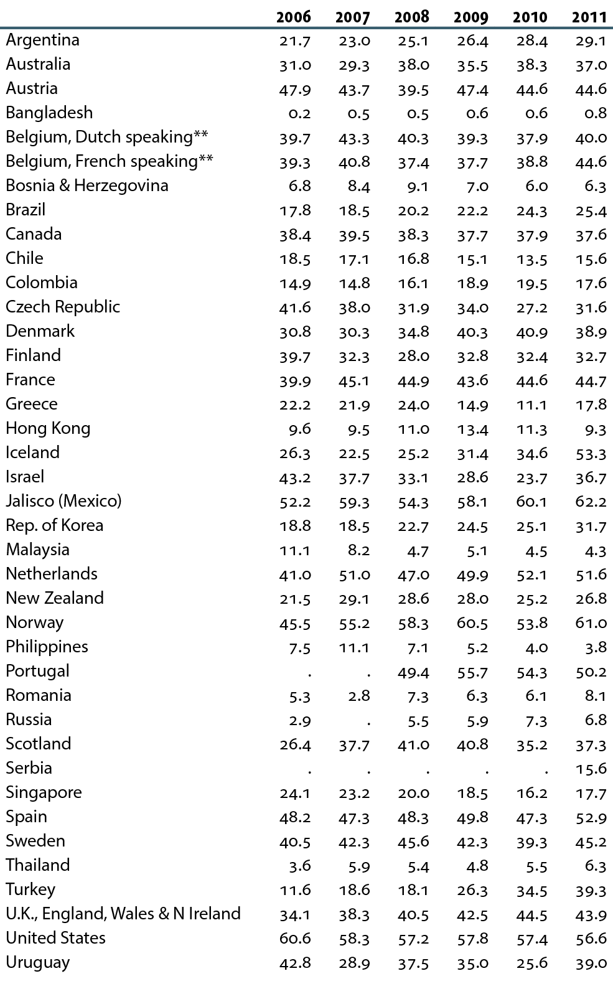 2006 2007 2008 2009 2010 2011
Argentina 21.7 23.0 25.1 26.4 28.4 29.1
Australia 31.0 29.3 38.0 35.5 38.3 37.0
Austria 47.9 43.7 39.5 47.4 44.6 44.6
Bangladesh 0.2 0.5 0.5 0.6 0.6 0.8
Belgium, Dutch speaking** 39.7 43.3 40.3 39.3 37.9 40.0
Belgium, French speaking** 39.3 40.8 37.4 37.7 38.8 44.6
Bosnia & Herzegovina 6.8 8.4 9.1 7.0 6.0 6.3
Brazil 17.8 18.5 20.2 22.2 24.3 25.4
Canada 38.4 39.5 38.3 37.7 37.9 37.6
Chile 18.5 17.1 16.8 15.1 13.5 15.6
Colombia 14.9 14.8 16.1 18.9 19.5 17.6
Czech Republic 41.6 38.0 31.9 34.0 27.2 31.6
Denmark 30.8 30.3 34.8 40.3 40.9 38.9
Finland 39.7 32.3 28.0 32.8 32.4 32.7
France 39.9 45.1 44.9 43.6 44.6 44.7
Greece 22.2 21.9 24.0 14.9 11.1 17.8
Hong Kong 9.6 9.5 11.0 13.4 11.3 9.3
Iceland 26.3 22.5 25.2 31.4 34.6 53.3
Israel 43.2 37.7 33.1 28.6 23.7 36.7
Jalisco (Mexico) 52.2 59.3 54.3 58.1 60.1 62.2
Rep. of Korea 18.8 18.5 22.7 24.5 25.1 31.7
Malaysia 11.1 8.2 4.7 5.1 4.5 4.3
Netherlands 41.0 51.0 47.0 49.9 52.1 51.6
New Zealand 21.5 29.1 28.6 28.0 25.2 26.8
Norway 45.5 55.2 58.3 60.5 53.8 61.0
Philippines 7.5 11.1 7.1 5.2 4.0 3.8
Portugal . . 49.4 55.7 54.3 50.2
Romania 5.3 2.8 7.3 6.3 6.1 8.1
Russia 2.9 . 5.5 5.9 7.3 6.8
Scotland 26.4 37.7 41.0 40.8 35.2 37.3
Serbia . . . . . 15.6
Singapore 24.1 23.2 20.0 18.5 16.2 17.7
Spain 48.2 47.3 48.3 49.8 47.3 52.9
Sweden 40.5 42.3 45.6 42.3 39.3 45.2
Thailand 3.6 5.9 5.4 4.8 5.5 6.3
Turkey 11.6 18.6 18.1 26.3 34.5 39.3
U.K., England, Wales & N Ireland 34.1 38.3 40.5 42.5 44.5 43.9
United States 60.6 58.3 57.2 57.8 57.4 56.6
Uruguay 42.8 28.9 37.5 35.0 25.6 39.0